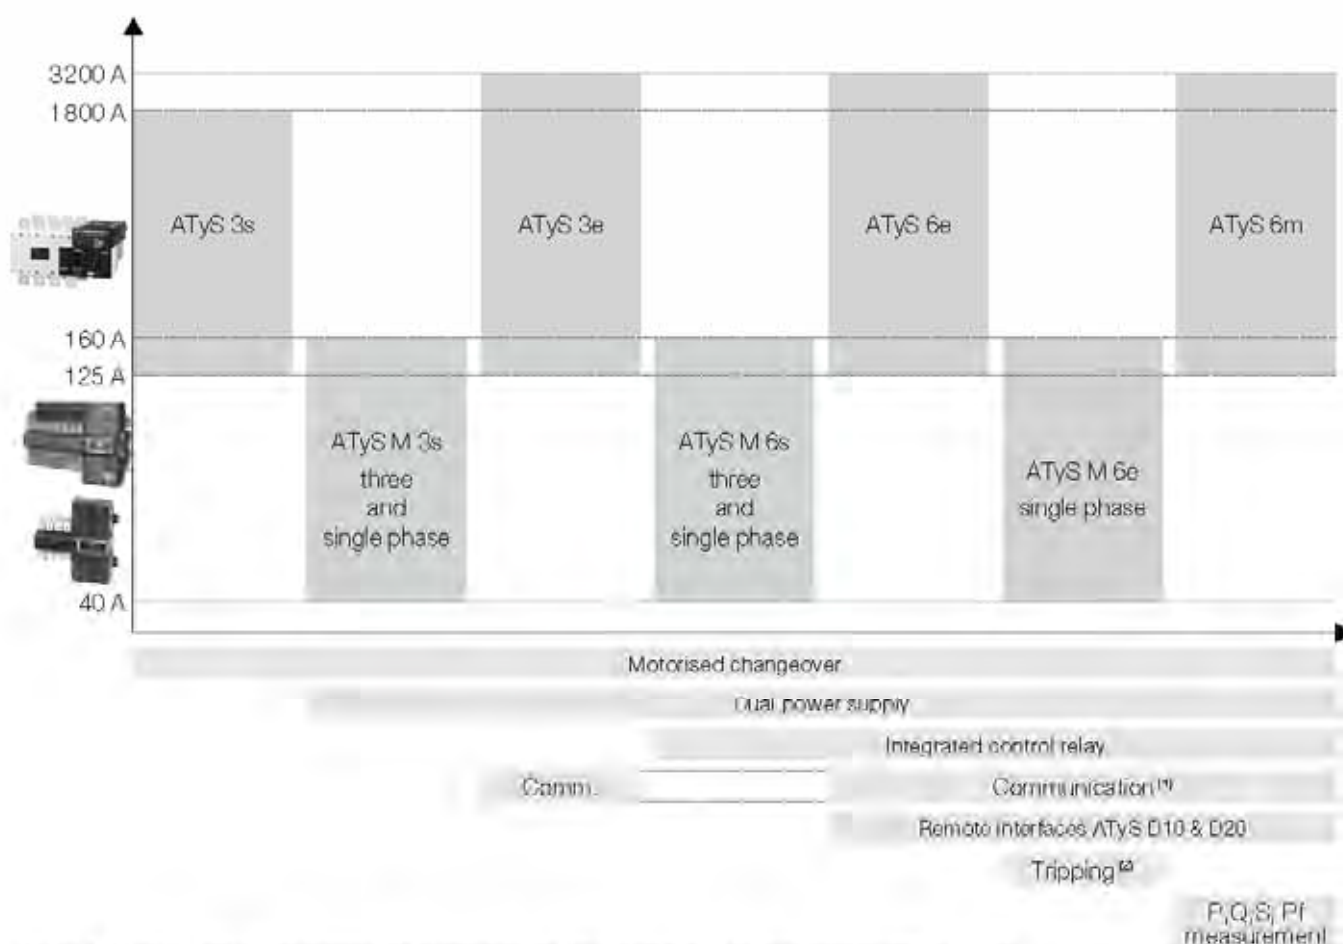 3200 A
1800 A
ATyS 3s
ATyS 3e
ATyS 6e
ATyS 6m
160 A
125 A
ATyS M 3s
three
and
single phase
ATyS M 6s
three
and
single phase
ATyS M 6e
single phase
40 A
Motorised changeover
Dual power supply
Integrated control relay
Comm.
Communication(1)
Remote interfaces ATyS D10 & D20
Tripping(2)
P,Q,S, Pf
measurement